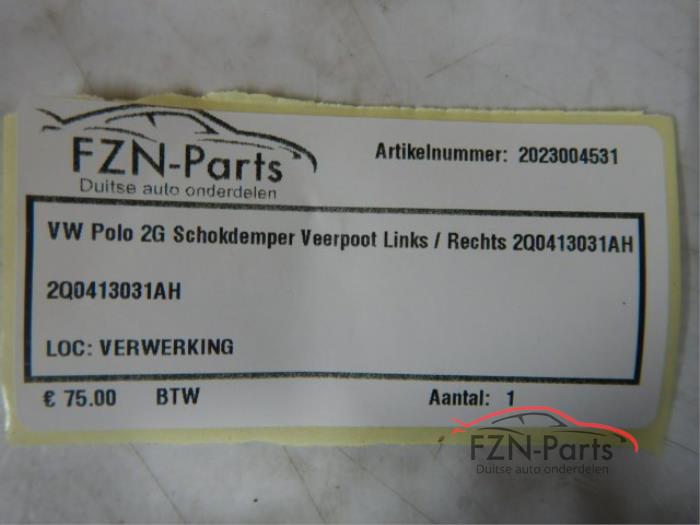 FZN-Parts
Duitse auto onderdelen
Artikelnummer: 2023004531
VW Polo 2G Schokdemper Veerpoot Links / Rechts 2Q0413031AH
2Q0413031AH
LOC: VERWERKING
€ 75.00 BTW Aantal: 1
FZN-Parts
Duitse auto onderdelen